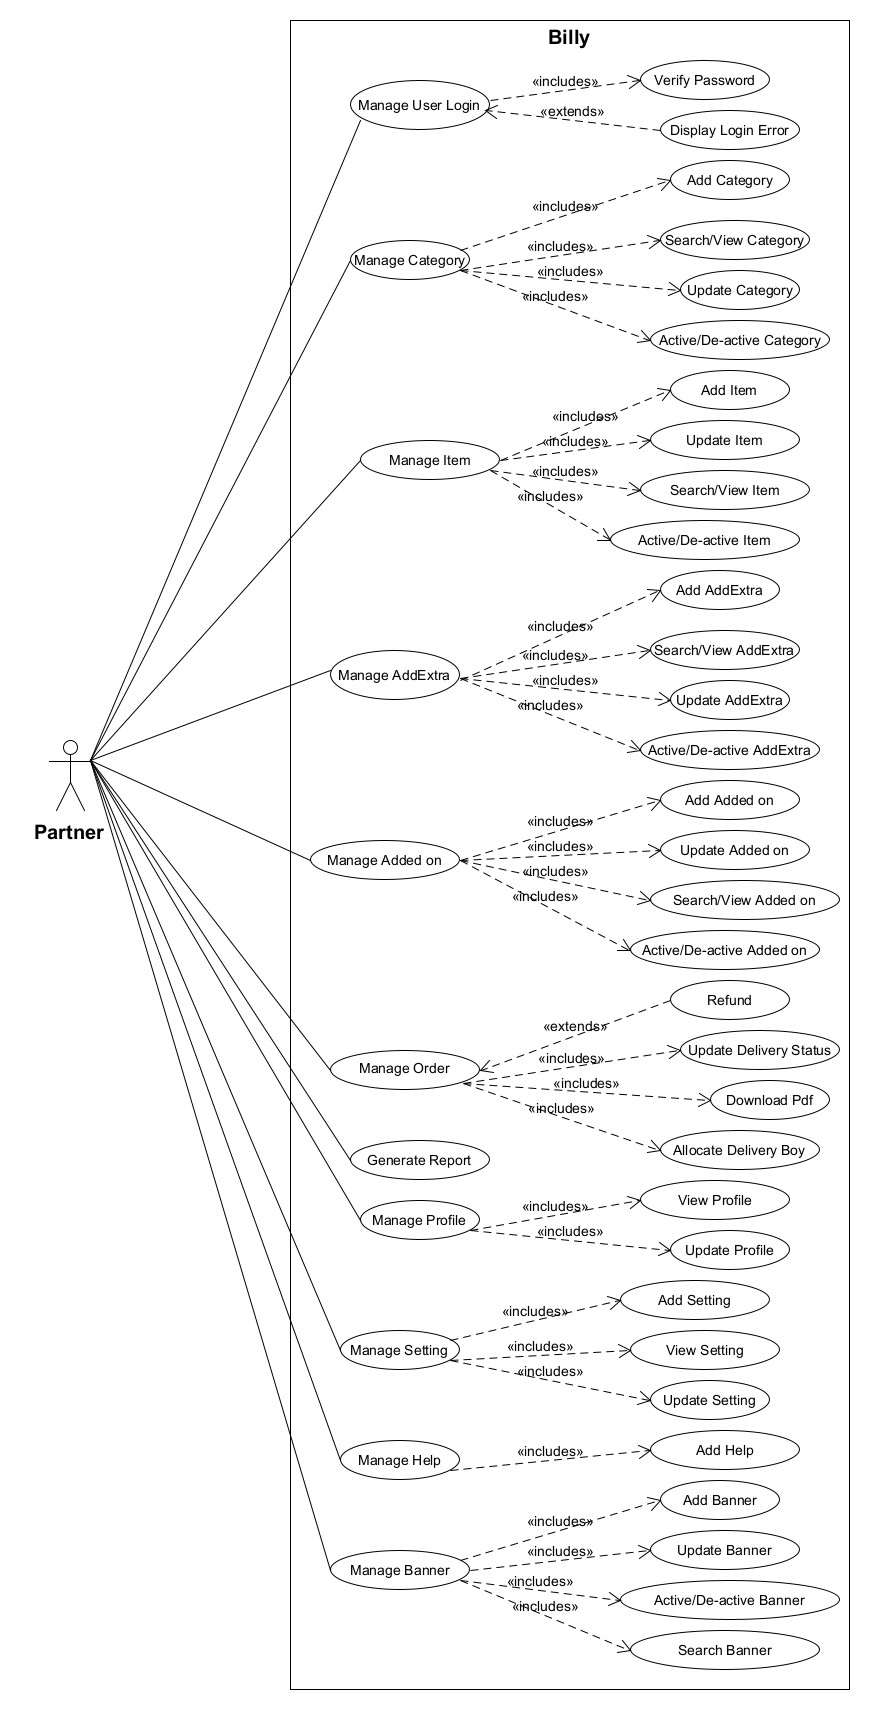 Billy
Manage User Login
«includes»
Verify Password
«extends»
Display Login Error
Manage Category
«includes»
Add Category
«includes»
Search/View Category
«includes»
Update Category
«includes»
Active/De-active Category
Manage Item
«includes»
Add Item
«includes»
Update Item
«includes»
Search/View Item
«includes»
Active/De-active Item
Manage AddExtra
«includes»
Add AddExtra
«includes»
Search/View AddExtra
«includes»
Update AddExtra
«includes»
Active/De-active AddExtra
Partner
Manage Added on
«includes»
Add Added on
«includes»
Update Added on
«includes»
Search/View Added on
«includes»
Active/De-active Added on
Manage Order
«extends»
Refund
«includes»
Update Delivery Status
«includes»
Download Pdf
«includes»
Allocate Delivery Boy
Generate Report
Manage Profile
«includes»
View Profile
«includes»
Update Profile
Manage Setting
«includes»
Add Setting
«includes»
View Setting
«includes»
Update Setting
Manage Help
«includes»
Add Help
Manage Banner
«includes»
Add Banner
«includes»
Update Banner
«includes»
Active/De-active Banner
«includes»
Search Banner